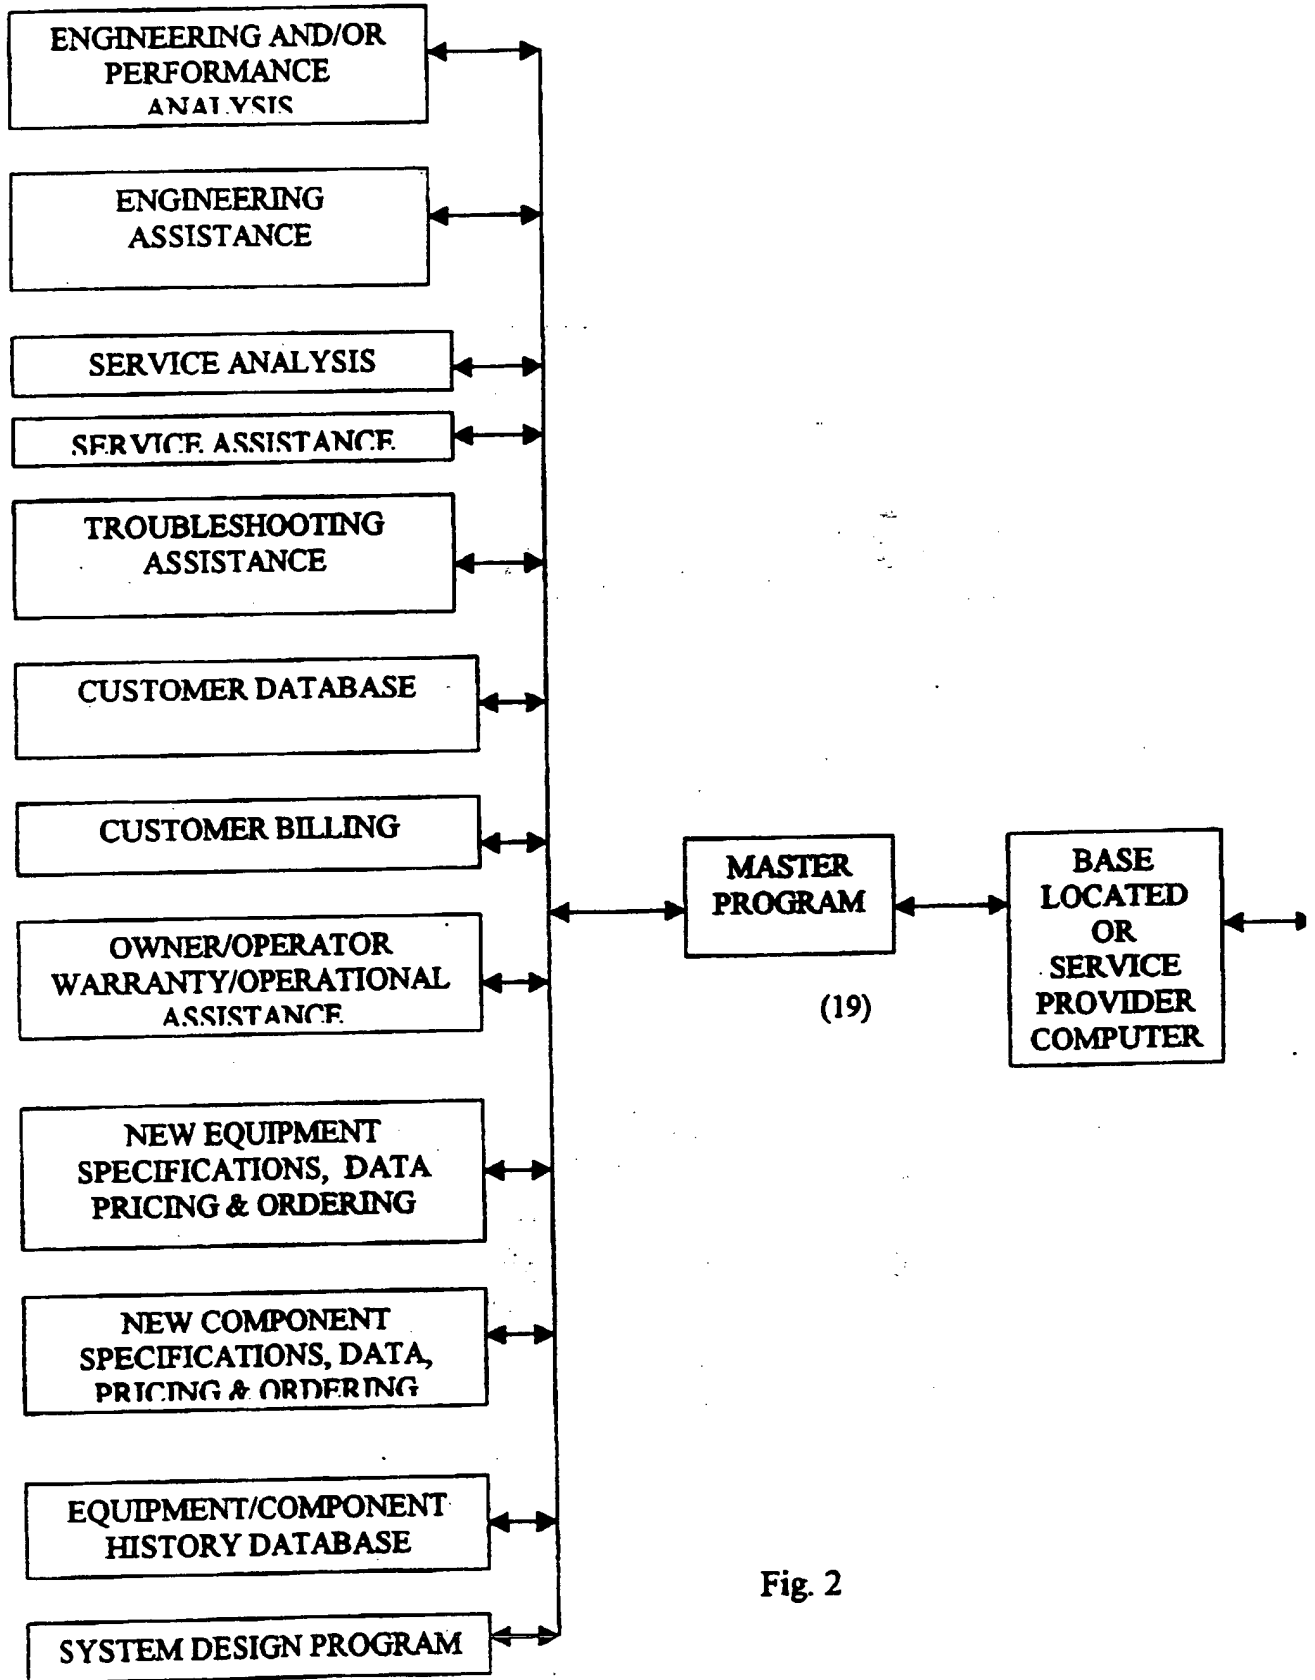 ENGINEERING AND/OR
PERFORMANCE
ANALYSIS
ENGINEERING
ASSISTANCE
SERVICE ANALYSIS
SERVICE ASSISTANCE
TROUBLESHOOTING
ASSISTANCE
CUSTOMER DATABASE
CUSTOMER BILLING
OWNER/OPERATOR
WARRANTY/OPERATIONAL
ASSISTANCE
NEW EQUIPMENT
SPECIFICATIONS, DATA
PRICING & ORDERING
NEW COMPONENT
SPECIFICATIONS, DATA,
PRICING & ORDERING
EQUIPMENT/COMPONENT
HISTORY DATABASE
SYSTEM DESIGN PROGRAM
MASTER
PROGRAM
(19)
BASE
LOCATED
OR
SERVICE
PROVIDER
COMPUTER
Fig. 2